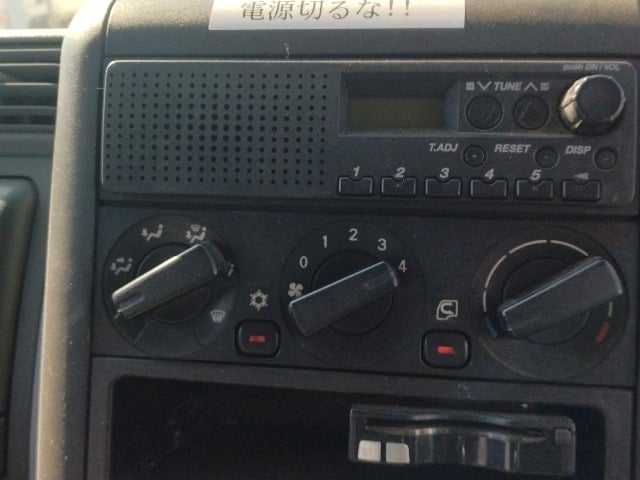 電源切るな!!
push ON / VOL
TUNE
T.ADJ RESET DISP
1 2 3 4 5
0 1 2 3 4